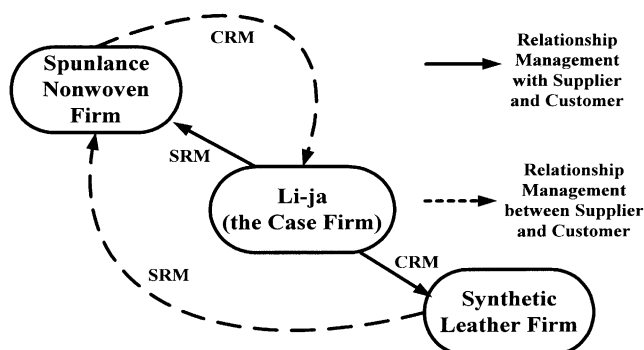 CRM
Spunlance
Nonwoven
Firm
SRM
Li-ja
(the Case Firm)
SRM
CRM
Synthetic
Leather Firm
Relationship
Management
with Supplier
and Customer
Relationship
Management
between Supplier
and Customer